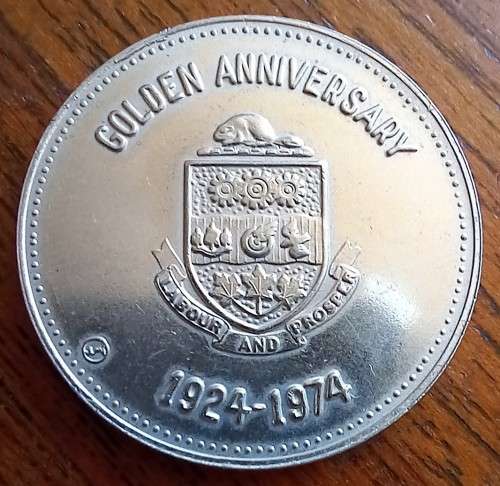 GOLDEN ANNIVERSARY
LABOUR AND PROSPER
1924-1974